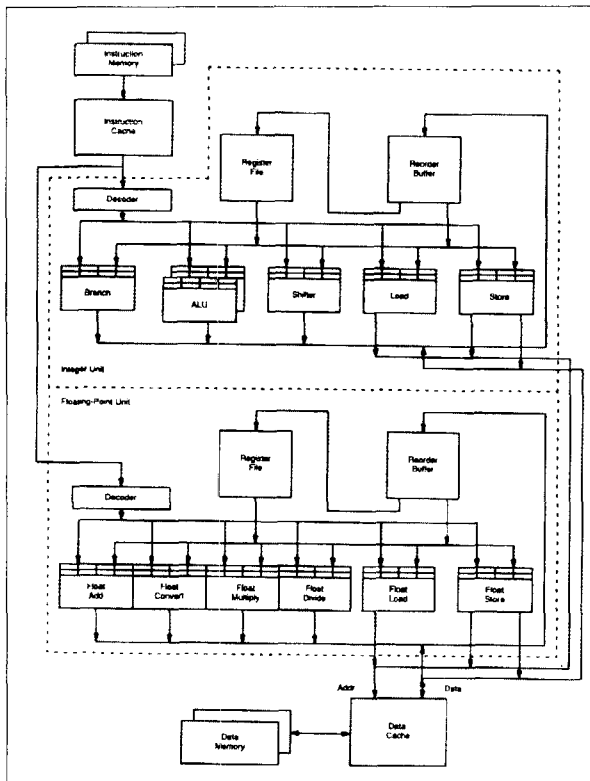 Instruction
Memory
Instruction
Cache
Register
File
Reorder
Buffer
Decoder
Branch
ALU
Shifter
Load
Store
Integer Unit
Floating-Point Unit
Register
File
Reorder
Buffer
Decoder
Float
Add
Float
Convert
Float
Multiply
Float
Divide
Float
Load
Float
Store
Addr
Data
Data
Memory
Data
Cache